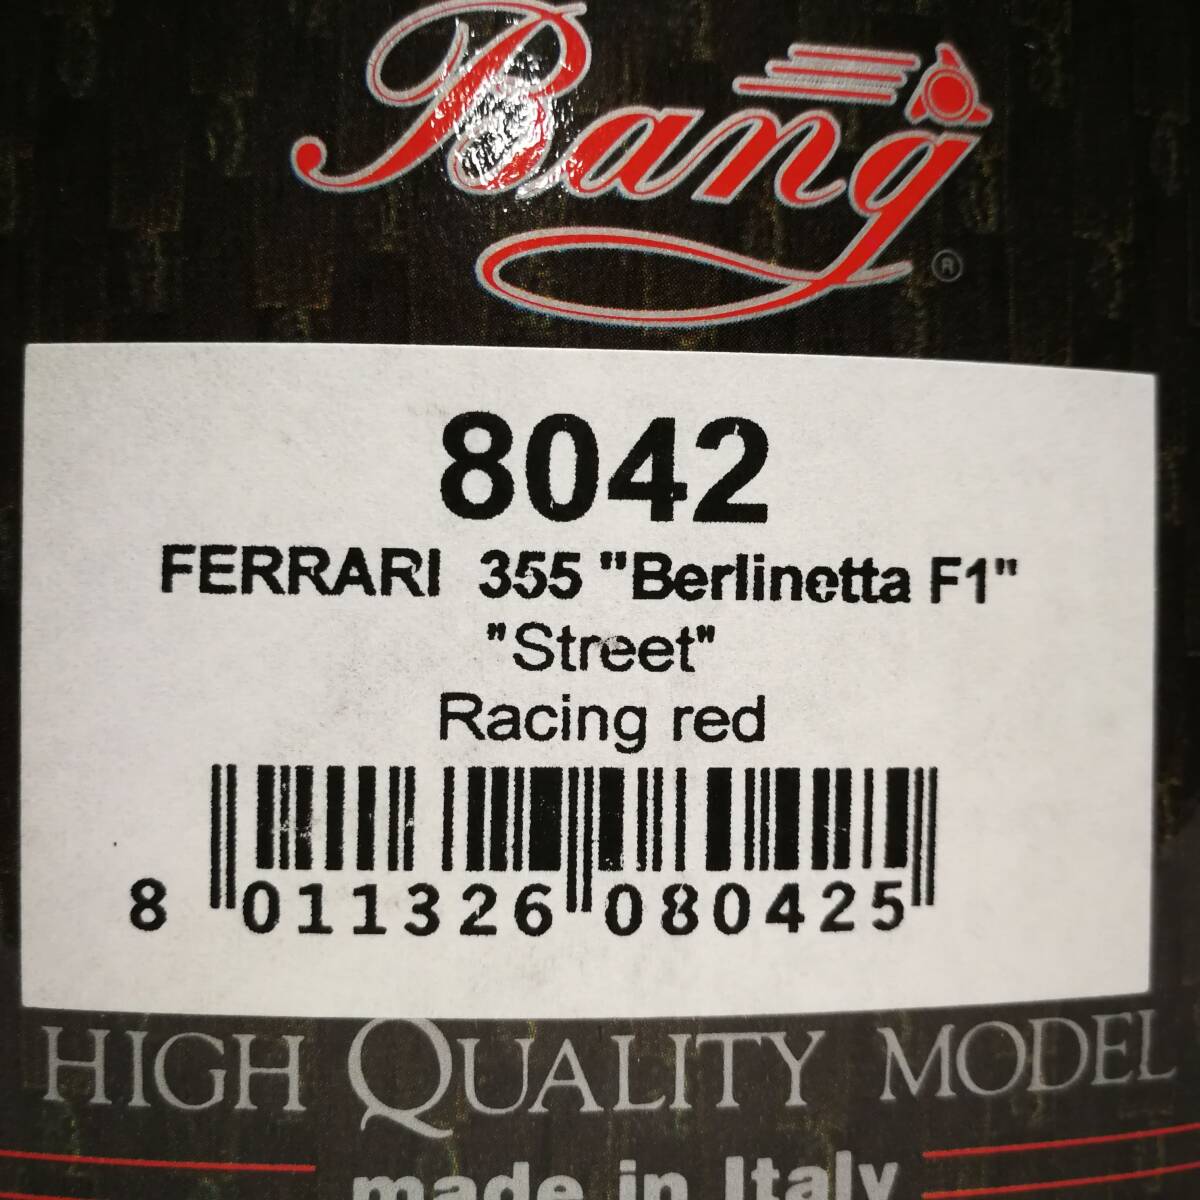 Bang
®
8042
FERRARI 355 "Berlinetta F1"
"Street"
Racing red
8 011326 080425
HIGH QUALITY MODEL
made in Italy